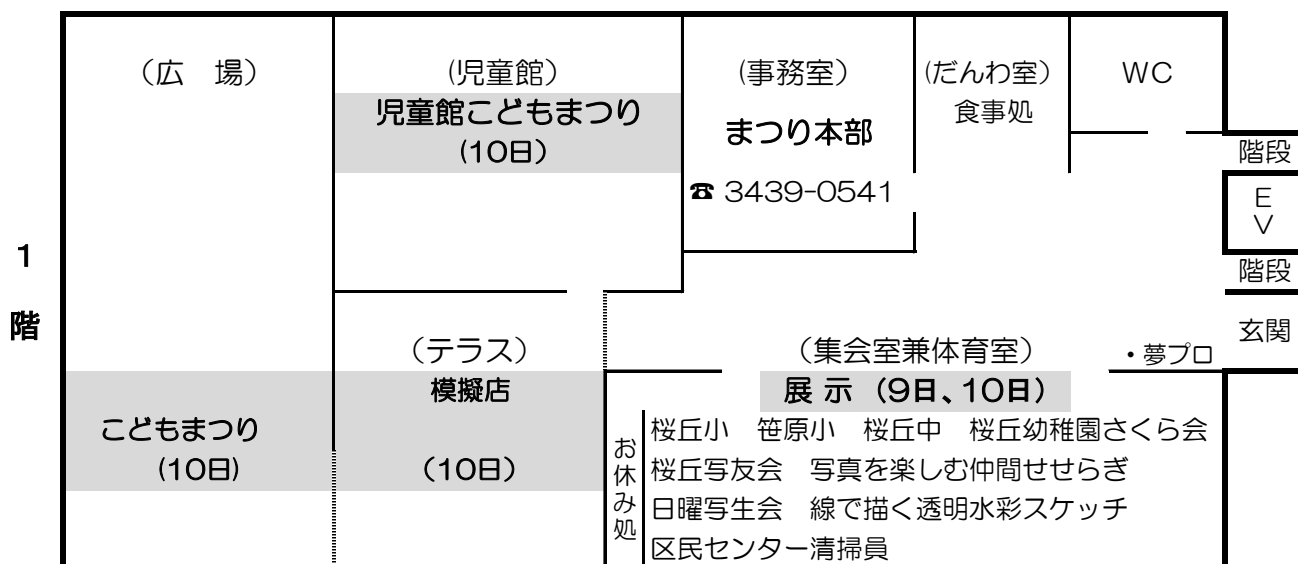 1
階
（広　場）
こどもまつり
(10日)
（児童館）
児童館こどもまつり
(10日）
（テラス）
模擬店
（10日）
(事務室）
まつり本部
☎ 3439-0541
(だんわ室)
食事処
WC
階段
EV
階段
玄関
・夢プロ
（集会室兼体育室）
展 示 （9日、10日）
お休み処
桜丘小　笹原小　桜丘中　桜丘幼稚園さくら会
桜丘写友会　写真を楽しむ仲間せせらぎ
日曜写生会　線で描く透明水彩スケッチ
区民センター清掃員